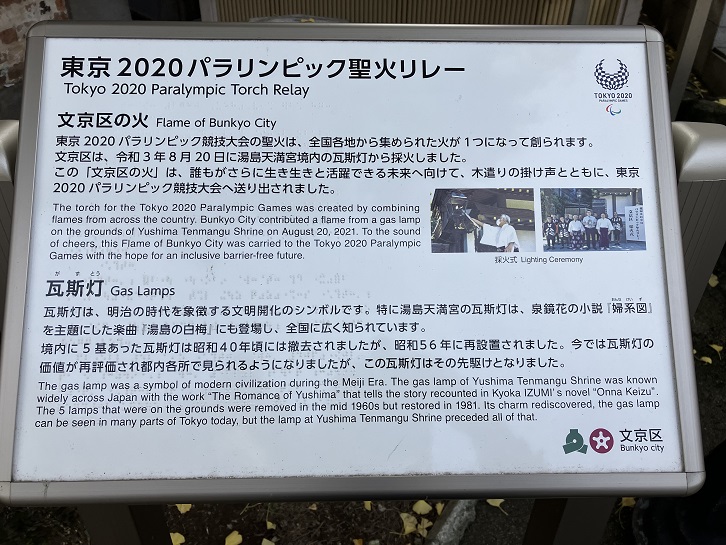 東京2020パラリンピック聖火リレー
Tokyo 2020 Paralympic Torch Relay
TOKYO 2020
PARALYMPIC GAMES
文京区の火 Flame of Bunkyo City
東京2020パラリンピック競技大会の聖火は、全国各地から集められた火が1つになって創られます。
文京区は、令和3年8月20日に湯島天満宮境内の瓦斯灯から採火しました。
この「文京区の火」は、誰もがさらに生き生きと活躍できる未来へ向けて、木遣りの掛け声とともに、東京
2020パラリンピック競技大会へ送り出されました。
The torch for the Tokyo 2020 Paralympic Games was created by combining
flames from across the country. Bunkyo City contributed a flame from a gas lamp
on the grounds of Yushima Tenmangu Shrine on August 20, 2021. To the sound
of cheers, this Flame of Bunkyo City was carried to the Tokyo 2020 Paralympic
Games with the hope for an inclusive barrier-free future.
採火式 Lighting Ceremony
がすとう
瓦斯灯 Gas Lamps
瓦斯灯は、明治の時代を象徴する文明開化のシンボルです。特に湯島天満宮の瓦斯灯は、泉鏡花の小説『婦系図』
を主題にした楽曲『湯島の白梅』にも登場し、全国に広く知られています。
境内に5基あった瓦斯灯は昭和40年頃には撤去されましたが、昭和56年に再設置されました。今では瓦斯灯の
価値が再評価され都内各所で見られるようになりましたが、この瓦斯灯はその先駆けとなりました。
The gas lamp was a symbol of modern civilization during the Meiji Era. The gas lamp of Yushima Tenmangu Shrine was known
widely across Japan with the work “The Romance of Yushima” that tells the story recounted in Kyoka IZUMI's novel “Onna Keizu”.
The 5 lamps that were on the grounds were removed in the mid 1960s but restored in 1981. Its charm rediscovered, the gas lamp
can be seen in many parts of Tokyo today, but the lamp at Yushima Tenmangu Shrine preceded all of that.
文京区
Bunkyo city